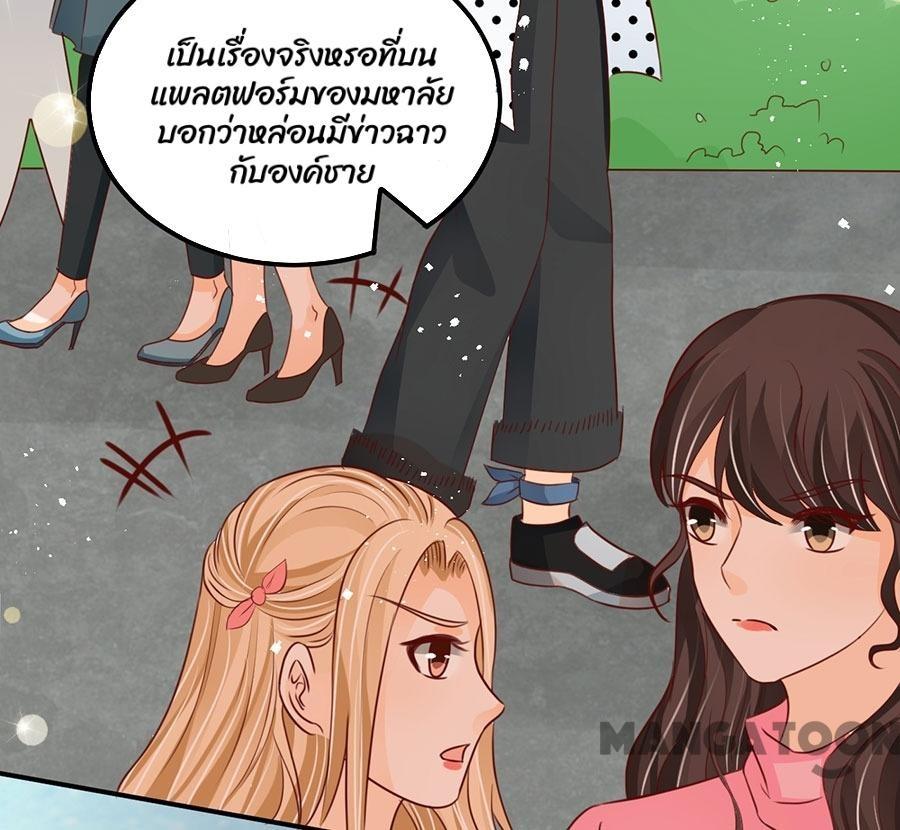 เป็นเรื่องจริงหรอที่บน
แพลตฟอร์มของมหาลัย
บอกว่าหล่อนมีข่าวฉาว
กับองค์ชาย
MANGATOON